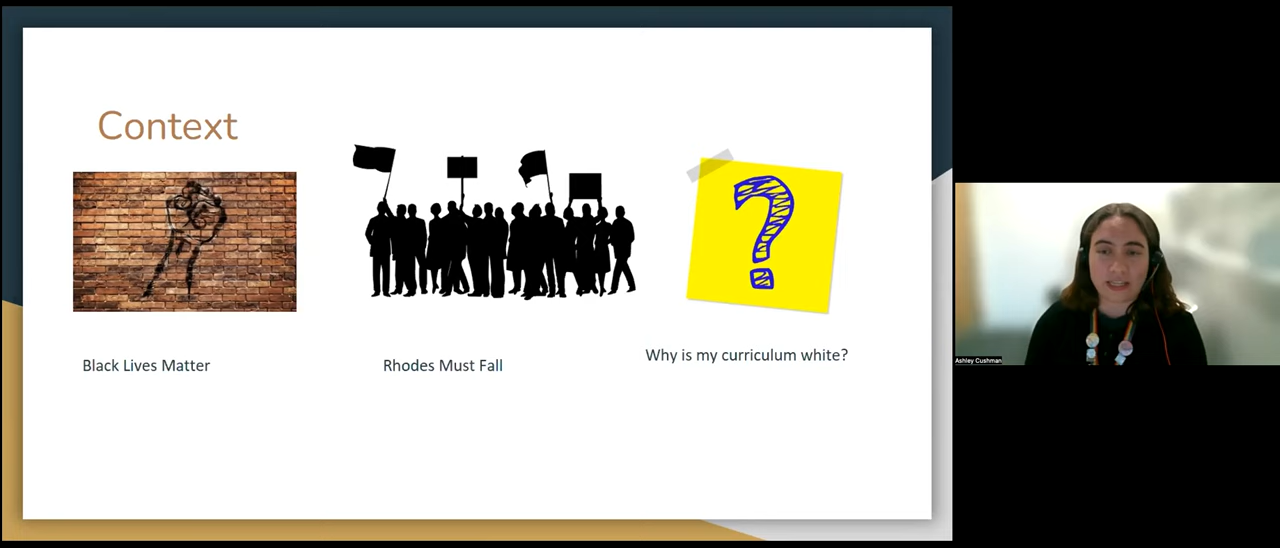 Context
Black Lives Matter
Rhodes Must Fall
Why is my curriculum white?
Ashley Cushman